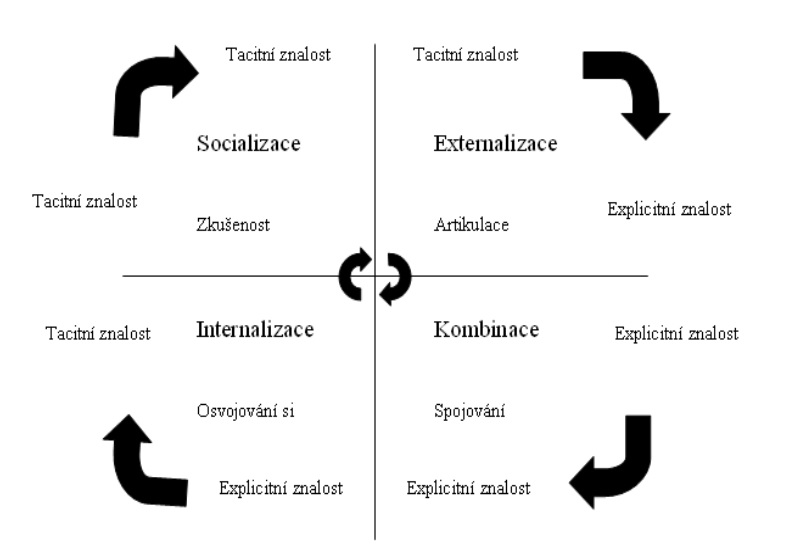 Tacitní znalost
Tacitní znalost
Socializace
Externalizace
Tacitní znalost
Explicitní znalost
Zkušenost
Artikulace
Tacitní znalost
Internalizace
Kombinace
Explicitní znalost
Osvojování si
Spojování
Explicitní znalost
Explicitní znalost